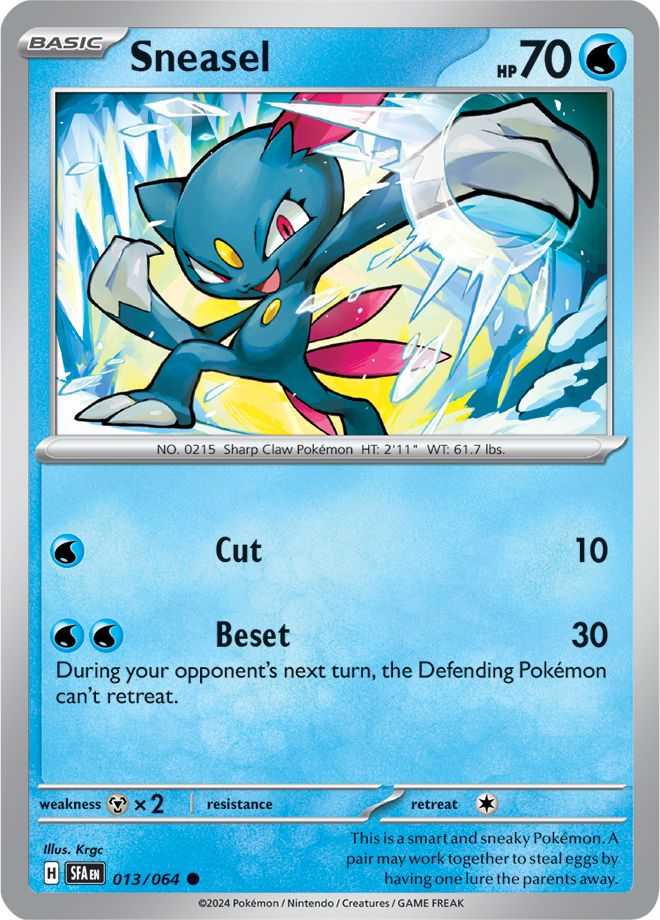 BASIC
Sneasel
HP 70
NO. 0215 Sharp Claw Pokémon HT: 2'11" WT: 61.7 lbs.
Cut 10
Beset 30
During your opponent's next turn, the Defending Pokémon
can't retreat.
weakness ×2 resistance retreat
Illus. Krgc
H SFA EN 013/064
This is a smart and sneaky Pokémon. A
pair may work together to steal eggs by
having one lure the parents away.
©2024 Pokémon / Nintendo / Creatures / GAME FREAK